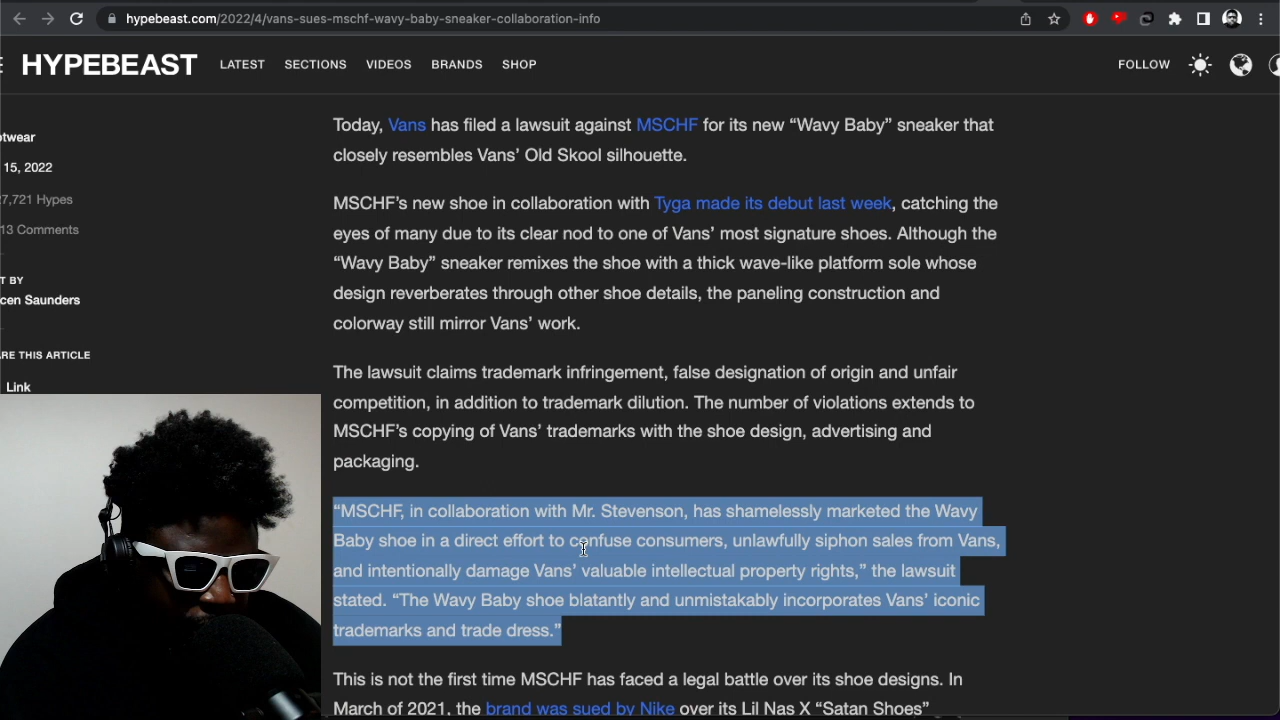 hypebeast.com/2022/4/vans-sues-mschf-wavy-baby-sneaker-collaboration-info
HYPEBEAST LATEST SECTIONS VIDEOS BRANDS SHOP FOLLOW
otwear
15, 2022
7,721 Hypes
13 Comments
T BY
cen Saunders
RE THIS ARTICLE
Link
Today, Vans has filed a lawsuit against MSCHF for its new “Wavy Baby” sneaker that
closely resembles Vans’ Old Skool silhouette.
MSCHF’s new shoe in collaboration with Tyga made its debut last week, catching the
eyes of many due to its clear nod to one of Vans’ most signature shoes. Although the
“Wavy Baby” sneaker remixes the shoe with a thick wave-like platform sole whose
design reverberates through other shoe details, the paneling construction and
colorway still mirror Vans’ work.
The lawsuit claims trademark infringement, false designation of origin and unfair
competition, in addition to trademark dilution. The number of violations extends to
MSCHF’s copying of Vans’ trademarks with the shoe design, advertising and
packaging.
“MSCHF, in collaboration with Mr. Stevenson, has shamelessly marketed the Wavy
Baby shoe in a direct effort to confuse consumers, unlawfully siphon sales from Vans,
and intentionally damage Vans’ valuable intellectual property rights,” the lawsuit
stated. “The Wavy Baby shoe blatantly and unmistakably incorporates Vans’ iconic
trademarks and trade dress.”
This is not the first time MSCHF has faced a legal battle over its shoe designs. In
March of 2021, the brand was sued by Nike over its Lil Nas X “Satan Shoes”